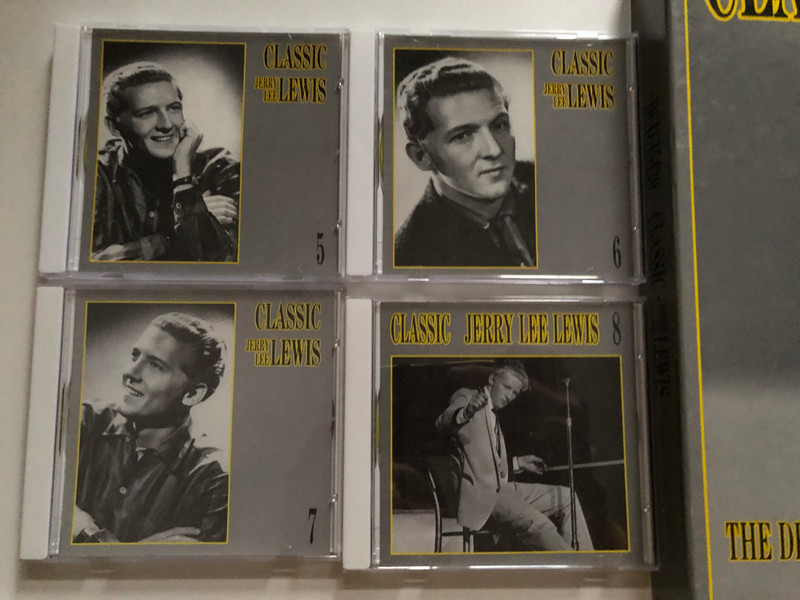 CLASSIC
JERRY LEE LEWIS
5
CLASSIC
JERRY LEE LEWIS
6
CLASSIC
JERRY LEE LEWIS
7
CLASSIC JERRY LEE LEWIS 8
THE